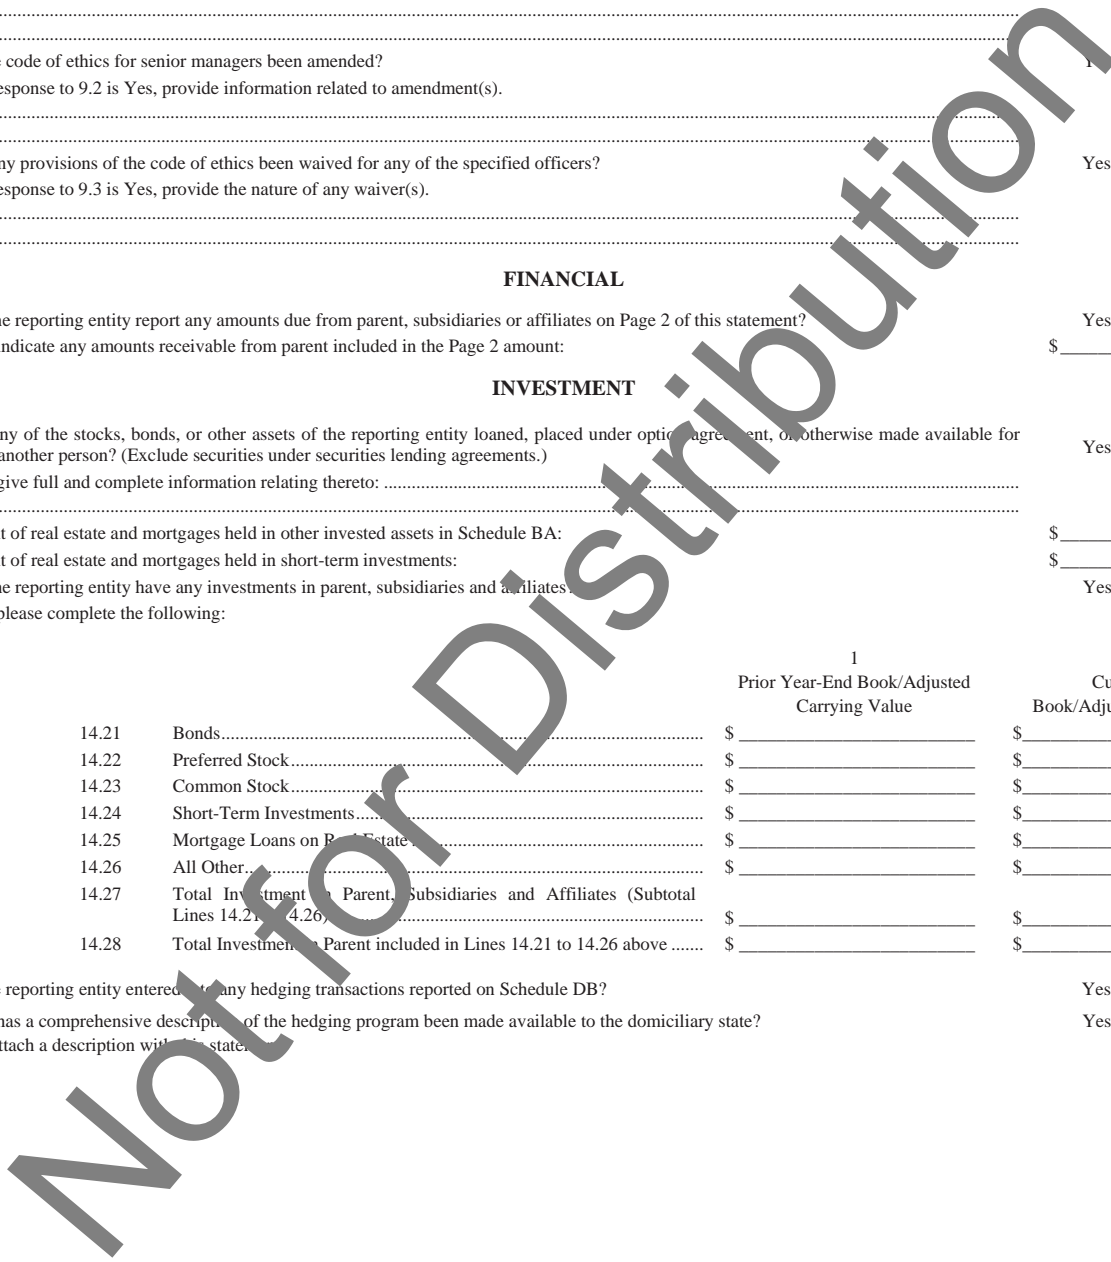 code of ethics for senior managers been amended?
esponse to 9.2 is Yes, provide information related to amendment(s).
ny provisions of the code of ethics been waived for any of the specified officers? Yes
esponse to 9.3 is Yes, provide the nature of any waiver(s).
FINANCIAL
ne reporting entity report any amounts due from parent, subsidiaries or affiliates on Page 2 of this statement? Yes
indicate any amounts receivable from parent included in the Page 2 amount: $
INVESTMENT
ny of the stocks, bonds, or other assets of the reporting entity loaned, placed under option agreement, or otherwise made available for
another person? (Exclude securities under securities lending agreements.) Yes
give full and complete information relating thereto:
t of real estate and mortgages held in other invested assets in Schedule BA: $
t of real estate and mortgages held in short-term investments: $
ne reporting entity have any investments in parent, subsidiaries and affiliates? Yes
please complete the following:
1
Prior Year-End Book/Adjusted Cu
Carrying Value Book/Adju
14.21 Bonds $ $
14.22 Preferred Stock $ $
14.23 Common Stock $ $
14.24 Short-Term Investments $ $
14.25 Mortgage Loans on Real Estate $ $
14.26 All Other $ $
14.27 Total Investment in Parent, Subsidiaries and Affiliates (Subtotal
Lines 14.21 to 14.26) $ $
14.28 Total Investment in Parent included in Lines 14.21 to 14.26 above $ $
reporting entity entered into any hedging transactions reported on Schedule DB? Yes
has a comprehensive description of the hedging program been made available to the domiciliary state? Yes
ttach a description with this statement.
Not for Distribution